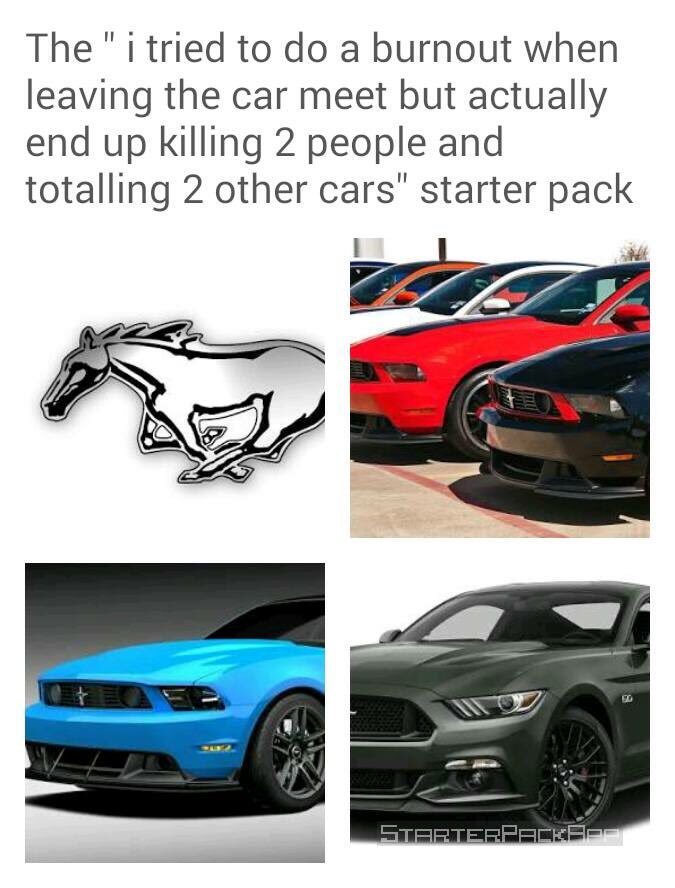 The " i tried to do a burnout when
leaving the car meet but actually
end up killing 2 people and
totalling 2 other cars" starter pack
StarterPackApp